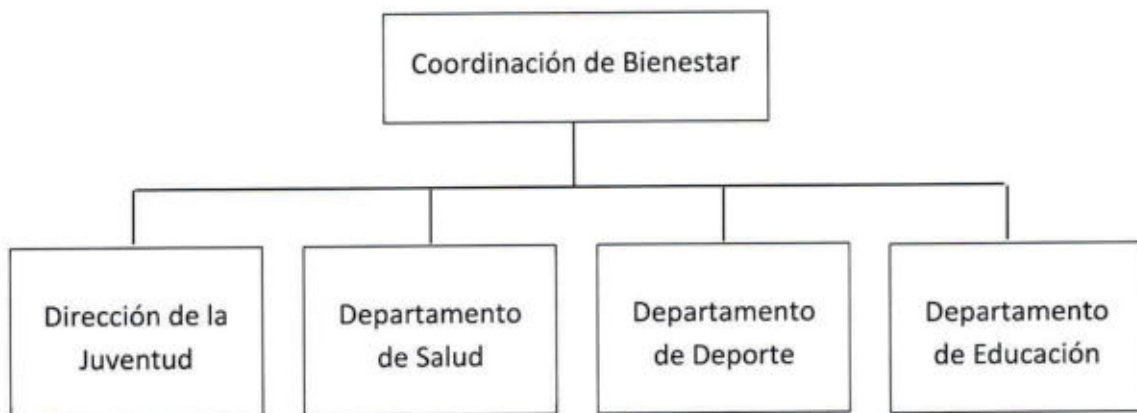 Coordinación de Bienestar
Dirección de la
Juventud
Departamento
de Salud
Departamento
de Deporte
Departamento
de Educación